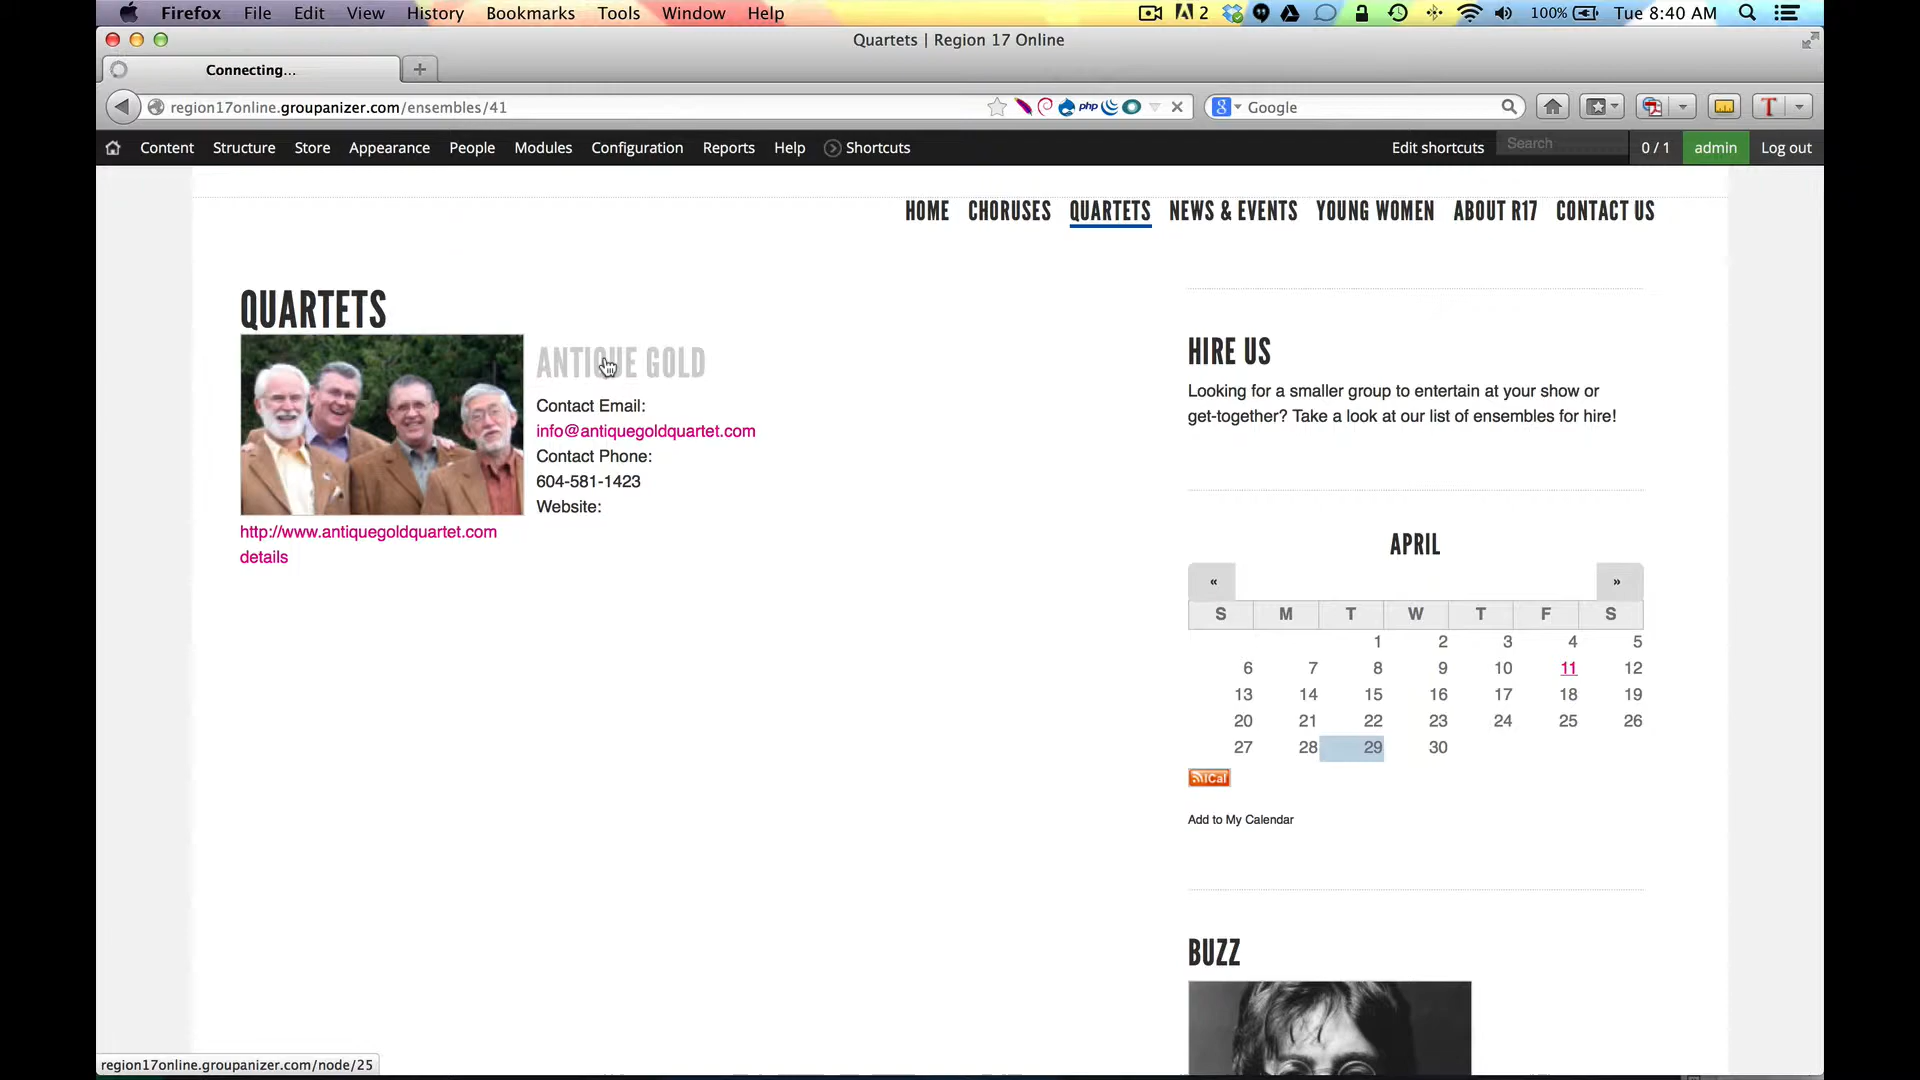 Firefox File Edit View History Bookmarks Tools Window Help 2 100% Tue 8:40 AM
Quartets | Region 17 Online
Connecting...
region17online.groupanizer.com/ensembles/41 php Google
Content Structure Store Appearance People Modules Configuration Reports Help Shortcuts Edit shortcuts Search 0 / 1 admin Log out
HOME CHORUSES QUARTETS NEWS & EVENTS YOUNG WOMEN ABOUT R17 CONTACT US
QUARTETS
ANTIQUE GOLD
Contact Email:
info@antiquegoldquartet.com
Contact Phone:
604-581-1423
Website:
http://www.antiquegoldquartet.com
details
HIRE US
Looking for a smaller group to entertain at your show or
get-together? Take a look at our list of ensembles for hire!
APRIL
« »
S M T W T F S
1 2 3 4 5
6 7 8 9 10 11 12
13 14 15 16 17 18 19
20 21 22 23 24 25 26
27 28 29 30
iCal
Add to My Calendar
BUZZ
region17online.groupanizer.com/node/25